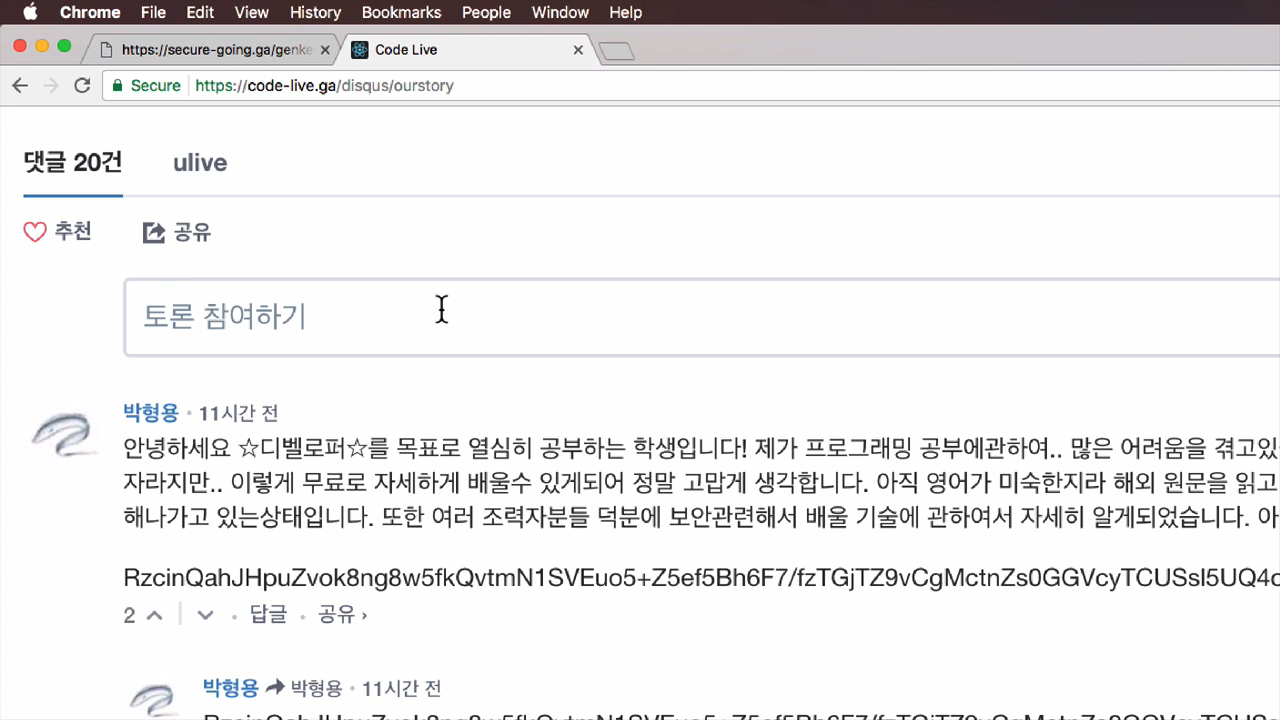 Chrome File Edit View History Bookmarks People Window Help
https://secure-going.ga/genke Code Live
Secure https://code-live.ga/disqus/ourstory
댓글 20건 ulive
추천 공유
토론 참여하기
박형용 • 11시간 전
안녕하세요 ☆디벨로퍼☆를 목표로 열심히 공부하는 학생입니다! 제가 프로그래밍 공부에관하여.. 많은 어려움을 겪고있
자라지만.. 이렇게 무료로 자세하게 배울수 있게되어 정말 고맙게 생각합니다. 아직 영어가 미숙한지라 해외 원문을 읽고
해나가고 있는상태입니다. 또한 여러 조력자분들 덕분에 보안관련해서 배울 기술에 관하여서 자세히 알게되었습니다. 아
RzcinQahJHpuZvok8ng8w5fkQvtmN1SVEuo5+Z5ef5Bh6F7/fzTGjTZ9vCgMctnZs0GGVcyTCUSsI5UQ4
2 • 답글 • 공유 ›
박형용 박형용 • 11시간 전